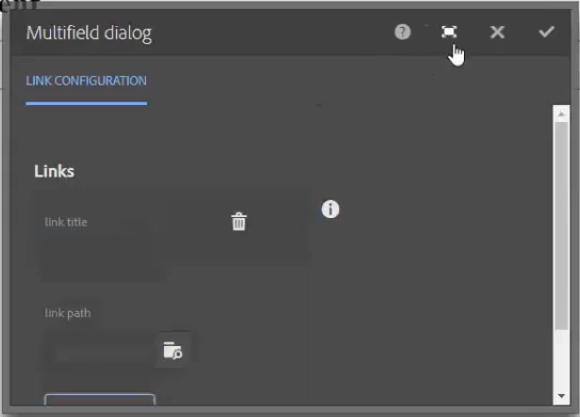 Multifield dialog
LINK CONFIGURATION
Links
link title
link path